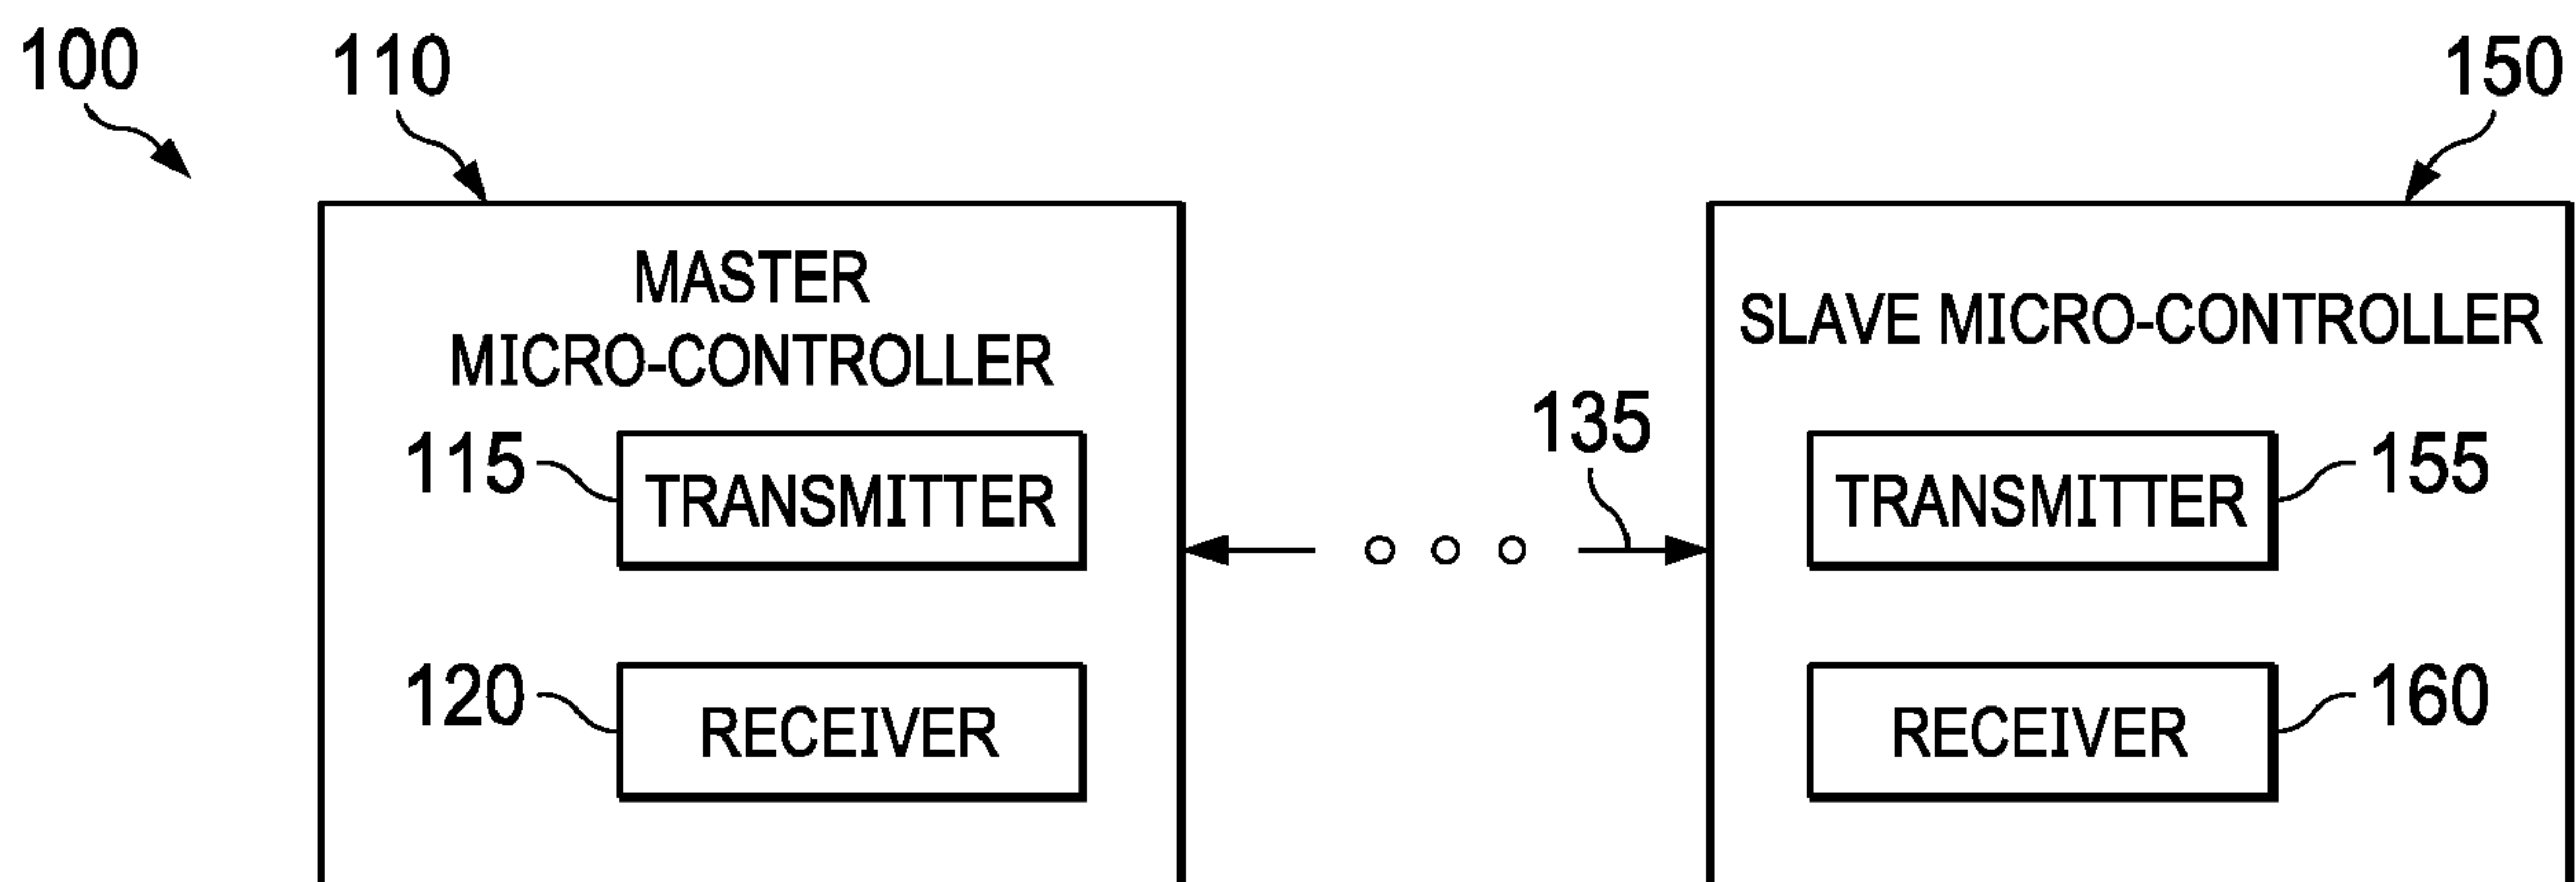 100
110
150
MASTER
MICRO-CONTROLLER
SLAVE MICRO-CONTROLLER
115
TRANSMITTER
135
TRANSMITTER
155
120
RECEIVER
RECEIVER
160